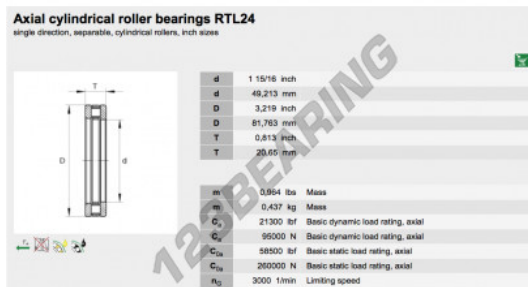 Axial cylindrical roller bearings RTL24
single direction, separable, cylindrical rollers, inch sizes
T
D
d
d 1 15/16 inch
d 49,213 mm
D 3,219 inch
D 81,763 mm
T 0,813 inch
T 20,65 mm
m 0,964 lbs Mass
m 0,437 kg Mass
Ca 21300 lbf Basic dynamic load rating, axial
Ca 95000 N Basic dynamic load rating, axial
C0a 58500 lbf Basic static load rating, axial
C0a 260000 N Basic static load rating, axial
nG 3000 1/min Limiting speed
123BEARING